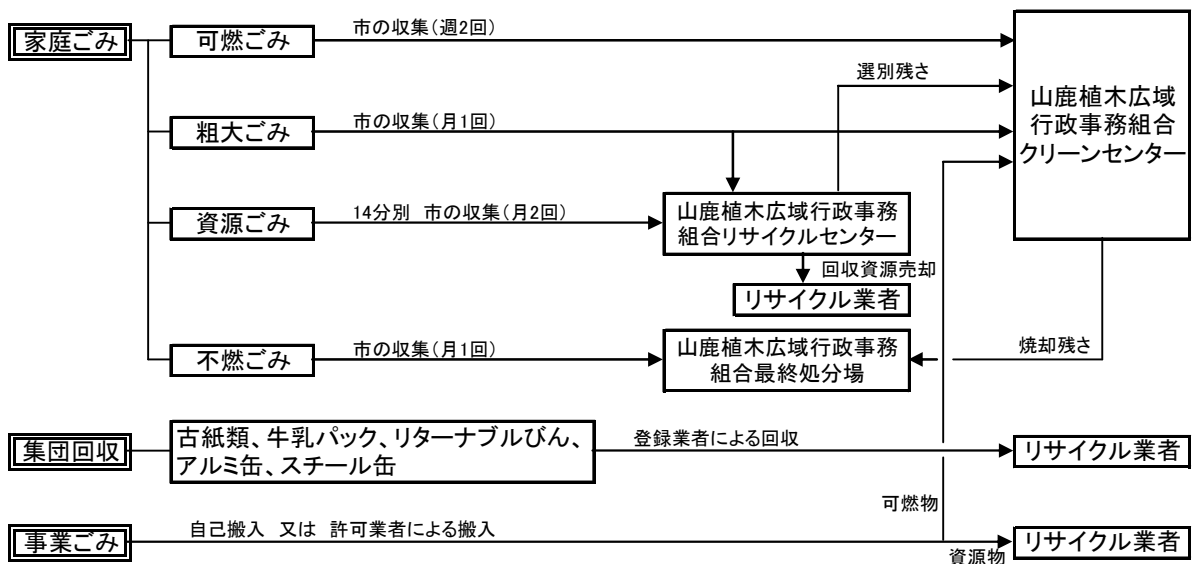 家庭ごみ
可燃ごみ
市の収集(週2回)
選別残さ
山鹿植木広域
行政事務組合
クリーンセンター
粗大ごみ
市の収集(月1回)
資源ごみ
14分別 市の収集(月2回)
山鹿植木広域行政事務
組合リサイクルセンター
回収資源売却
リサイクル業者
不燃ごみ
市の収集(月1回)
山鹿植木広域行政事務
組合最終処分場
焼却残さ
集団回収
古紙類、牛乳パック、リターナブルびん、
アルミ缶、スチール缶
登録業者による回収
リサイクル業者
可燃物
事業ごみ
自己搬入 又は 許可業者による搬入
資源物
リサイクル業者